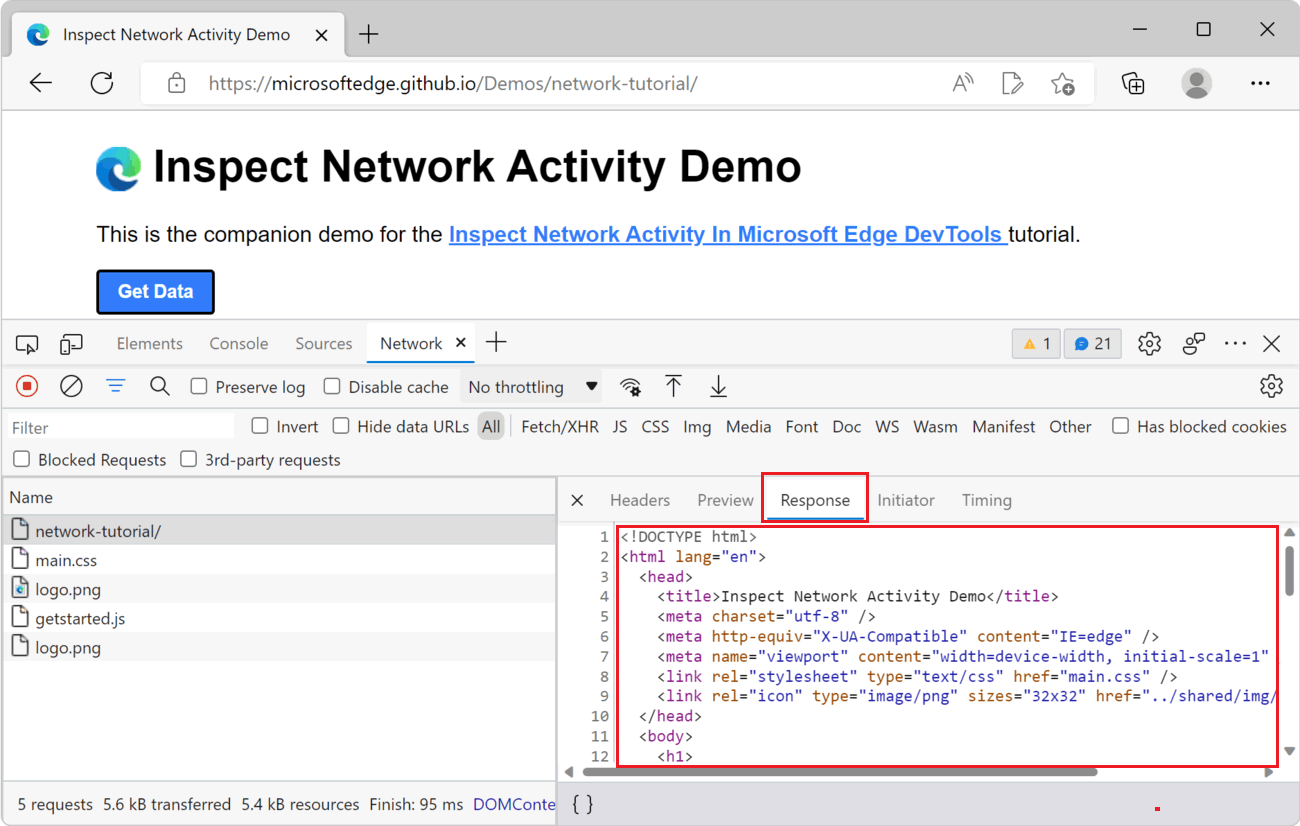 Inspect Network Activity Demo
https://microsoftedge.github.io/Demos/network-tutorial/
Inspect Network Activity Demo
This is the companion demo for the Inspect Network Activity In Microsoft Edge DevTools tutorial.
Get Data
Elements Console Sources Network 1 21
Preserve log Disable cache No throttling
Filter Invert Hide data URLs All Fetch/XHR JS CSS Img Media Font Doc WS Wasm Manifest Other Has blocked cookies
Blocked Requests 3rd-party requests
Name
network-tutorial/
main.css
logo.png
getstarted.js
logo.png
5 requests 5.6 kB transferred 5.4 kB resources Finish: 95 ms DOMConte
Headers Preview Response Initiator Timing
1 <!DOCTYPE html>
2 <html lang="en">
3 <head>
4 <title>Inspect Network Activity Demo</title>
5 <meta charset="utf-8" />
6 <meta http-equiv="X-UA-Compatible" content="IE=edge" />
7 <meta name="viewport" content="width=device-width, initial-scale=1"
8 <link rel="stylesheet" type="text/css" href="main.css" />
9 <link rel="icon" type="image/png" sizes="32x32" href="../shared/img/
10 </head>
11 <body>
12 <h1>
{ }